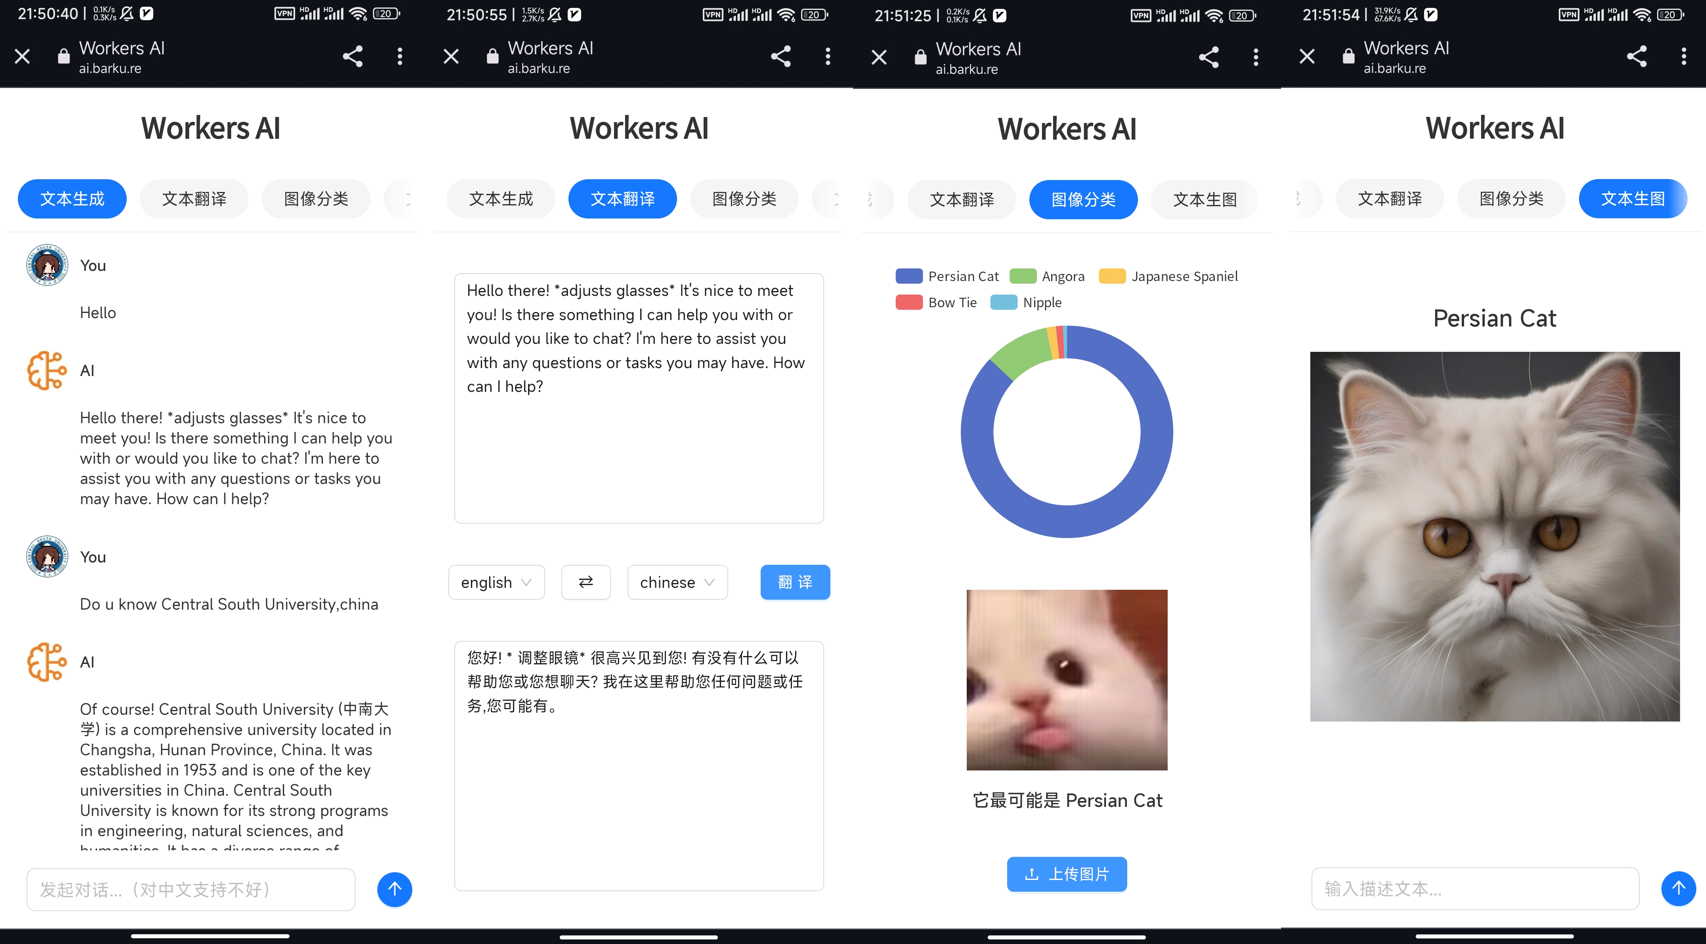 21:50:40 0.1K/s 0.3K/s VPN HD HD 20
Workers AI
ai.barku.re
Workers AI
文本生成 文本翻译 图像分类
You
Hello
AI
Hello there! *adjusts glasses* It's nice to
meet you! Is there something I can help you
with or would you like to chat? I'm here to
assist you with any questions or tasks you
may have. How can I help?
You
Do u know Central South University,china
AI
Of course! Central South University (中南大
学) is a comprehensive university located in
Changsha, Hunan Province, China. It was
established in 1953 and is one of the key
universities in China. Central South
University is known for its strong programs
in engineering, natural sciences, and
humanities. It has a diverse range of
发起对话...（对中文支持不好）
21:50:55 1.5K/s 2.7K/s VPN HD HD 20
Workers AI
ai.barku.re
Workers AI
文本生成 文本翻译 图像分类
Hello there! *adjusts glasses* It's nice to meet
you! Is there something I can help you with or
would you like to chat? I'm here to assist you
with any questions or tasks you may have. How
can I help?
english chinese 翻 译
您好! * 调整眼镜* 很高兴见到您! 有没有什么可以
帮助您或您想聊天? 我在这里帮助您任何问题或任
务,您可能有。
21:51:25 0.2K/s 0.1K/s VPN HD HD 20
Workers AI
ai.barku.re
Workers AI
文本翻译 图像分类 文本生图
Persian Cat Angora Japanese Spaniel
Bow Tie Nipple
它最可能是 Persian Cat
上传图片
21:51:54 31.9K/s 67.6K/s VPN HD HD 20
Workers AI
ai.barku.re
Workers AI
文本翻译 图像分类 文本生图
Persian Cat
输入描述文本...